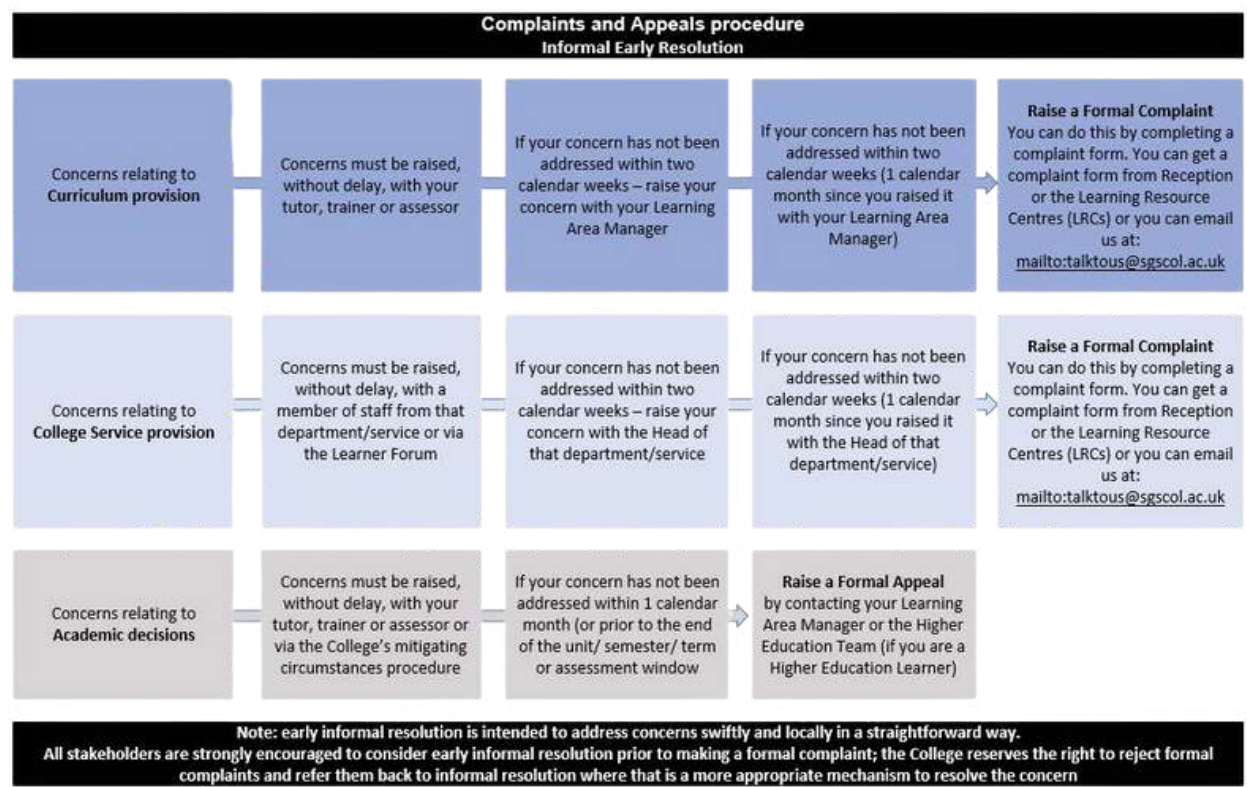 Complaints and Appeals procedure
Informal Early Resolution
Concerns relating to
Curriculum provision
Concerns must be raised,
without delay, with your
tutor, trainer or assessor
If your concern has not been
addressed within two
calendar weeks – raise your
concern with your Learning
Area Manager
If your concern has not been
addressed within two
calendar weeks (1 calendar
month since you raised it
with your Learning Area
Manager)
Raise a Formal Complaint
You can do this by completing a
complaint form. You can get a
complaint form from Reception
or the Learning Resource
Centres (LRCs) or you can email
us at:
mailto:talktous@sgscol.ac.uk
Concerns relating to
College Service provision
Concerns must be raised,
without delay, with a
member of staff from that
department/service or via
the Learner Forum
If your concern has not been
addressed within two
calendar weeks – raise your
concern with the Head of
that department/service
If your concern has not been
addressed within two
calendar weeks (1 calendar
month since you raised it
with the Head of that
department/service)
Raise a Formal Complaint
You can do this by completing a
complaint form. You can get a
complaint form from Reception
or the Learning Resource
Centres (LRCs) or you can email
us at:
mailto:talktous@sgscol.ac.uk
Concerns relating to
Academic decisions
Concerns must be raised,
without delay, with your
tutor, trainer or assessor or
via the College's mitigating
circumstances procedure
If your concern has not been
addressed within 1 calendar
month (or prior to the end
of the unit/ semester/ term
or assessment window
Raise a Formal Appeal
by contacting your Learning
Area Manager or the Higher
Education Team (if you are a
Higher Education Learner)
Note: early informal resolution is intended to address concerns swiftly and locally in a straightforward way.
All stakeholders are strongly encouraged to consider early informal resolution prior to making a formal complaint; the College reserves the right to reject formal
complaints and refer them back to informal resolution where that is a more appropriate mechanism to resolve the concern